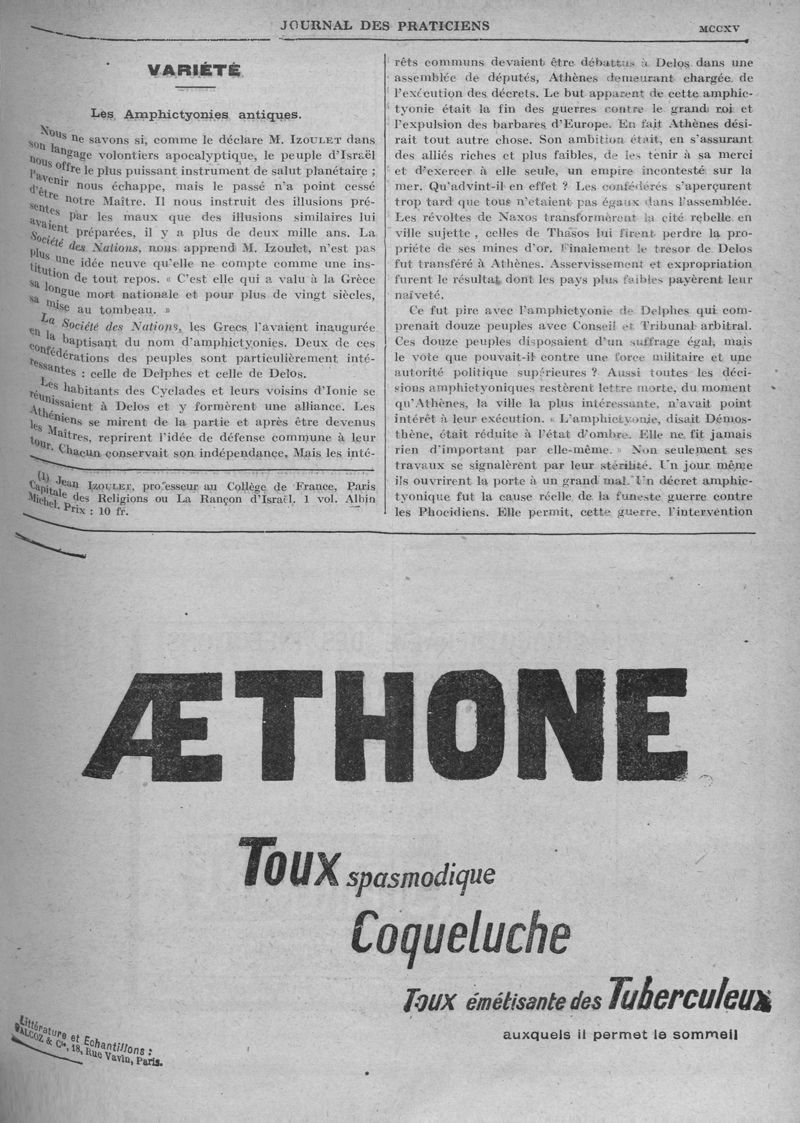 JOURNAL DES PRATICIENS
MCCXV
VARIÉTÉ
Les Amphictyonies antiques.
Nous ne savons si, comme le déclare M. IZOULET dans
son langage volontiers apocalyptique, le peuple d'Israël
nous offre le plus puissant instrument de salut planétaire ;
l'avenir nous échappe, mais le passé n'a point cessé
d'être notre Maître. Il nous instruit des illusions pré-
sentes par les maux que des illusions similaires lui
avaient préparées, il y a plus de deux mille ans. La
Société des Nations, nous apprend M. Izoulet, n'est pas
plus une idée neuve qu'elle ne compte comme une ins-
titution de tout repos. « C'est elle qui a valu à la Grèce
sa longue mort nationale et pour plus de vingt siècles,
sa mise au tombeau. »
La Société des Nations, les Grecs l'avaient inaugurée
en la baptisant du nom d'amphictyonies. Deux de ces
confédérations des peuples sont particulièrement inté-
ressantes : celle de Delphes et celle de Delos.
Les habitants des Cyclades et leurs voisins d'Ionie se
réunissaient à Delos et y formèrent une alliance. Les
Athéniens se mirent de la partie et après être devenus
les Maîtres, reprirent l'idée de défense commune à leur
tour. Chacun conservait son indépendance. Mais les inté-
(1) Jean IZOULET, professeur au Collège de France, Paris
Capitale des Religions ou La Rançon d'Israël, 1 vol. Albin
Michel. Prix : 10 fr.
rêts communs devaient être débattus à Delos dans une
assemblée de députés, Athènes demeurant chargée de
l'exécution des décrets. Le but apparent de cette amphic-
tyonie était la fin des guerres contre le grand roi et
l'expulsion des barbares d'Europe. En fait Athènes dési-
rait tout autre chose. Son ambition était, en s'assurant
des alliés riches et plus faibles, de les tenir à sa merci
et d'exercer à elle seule, un empire incontesté sur la
mer. Qu'advint-il en effet ? Les confédérés s'aperçurent
trop tard que tous n'étaient pas égaux dans l'assemblée.
Les révoltes de Naxos transformèrent la cité rebelle en
ville sujette , celles de Thasos lui firent perdre la pro-
priéte de ses mines d'or. Finalement le tresor de Delos
fut transféré à Athènes. Asservissement et expropriation
furent le résultat dont les pays plus faibles payèrent leur
naïveté.
Ce fut pire avec l'amphictyonie de Delphes qui com-
prenait douze peuples avec Conseil et Tribunal arbitral.
Ces douze peuples disposaient d'un suffrage égal, mais
le vote que pouvait-il contre une force militaire et une
autorité politique supérieures ? Aussi toutes les déci-
sions amphictyoniques restèrent lettre morte, du moment
qu'Athènes, la ville la plus intéressante, n'avait point
intérêt à leur exécution. « L'amphictyonie, disait Démos-
thène, était réduite à l'état d'ombre. Elle ne fit jamais
rien d'important par elle-même. » Non seulement ses
travaux se signalèrent par leur stérilité. Un jour même
ils ouvrirent la porte à un grand mal. Un décret amphic-
tyonique fut la cause réelle de la funeste guerre contre
les Phocidiens. Elle permit, cette guerre, l'intervention
ÆTHONE
Toux spasmodique
Coqueluche
Toux émétisante des Tuberculeux
auxquels il permet le sommeil
Littérature et Echantillons :
FALCOZ & Cie, 18, Rue Vavin, Paris.